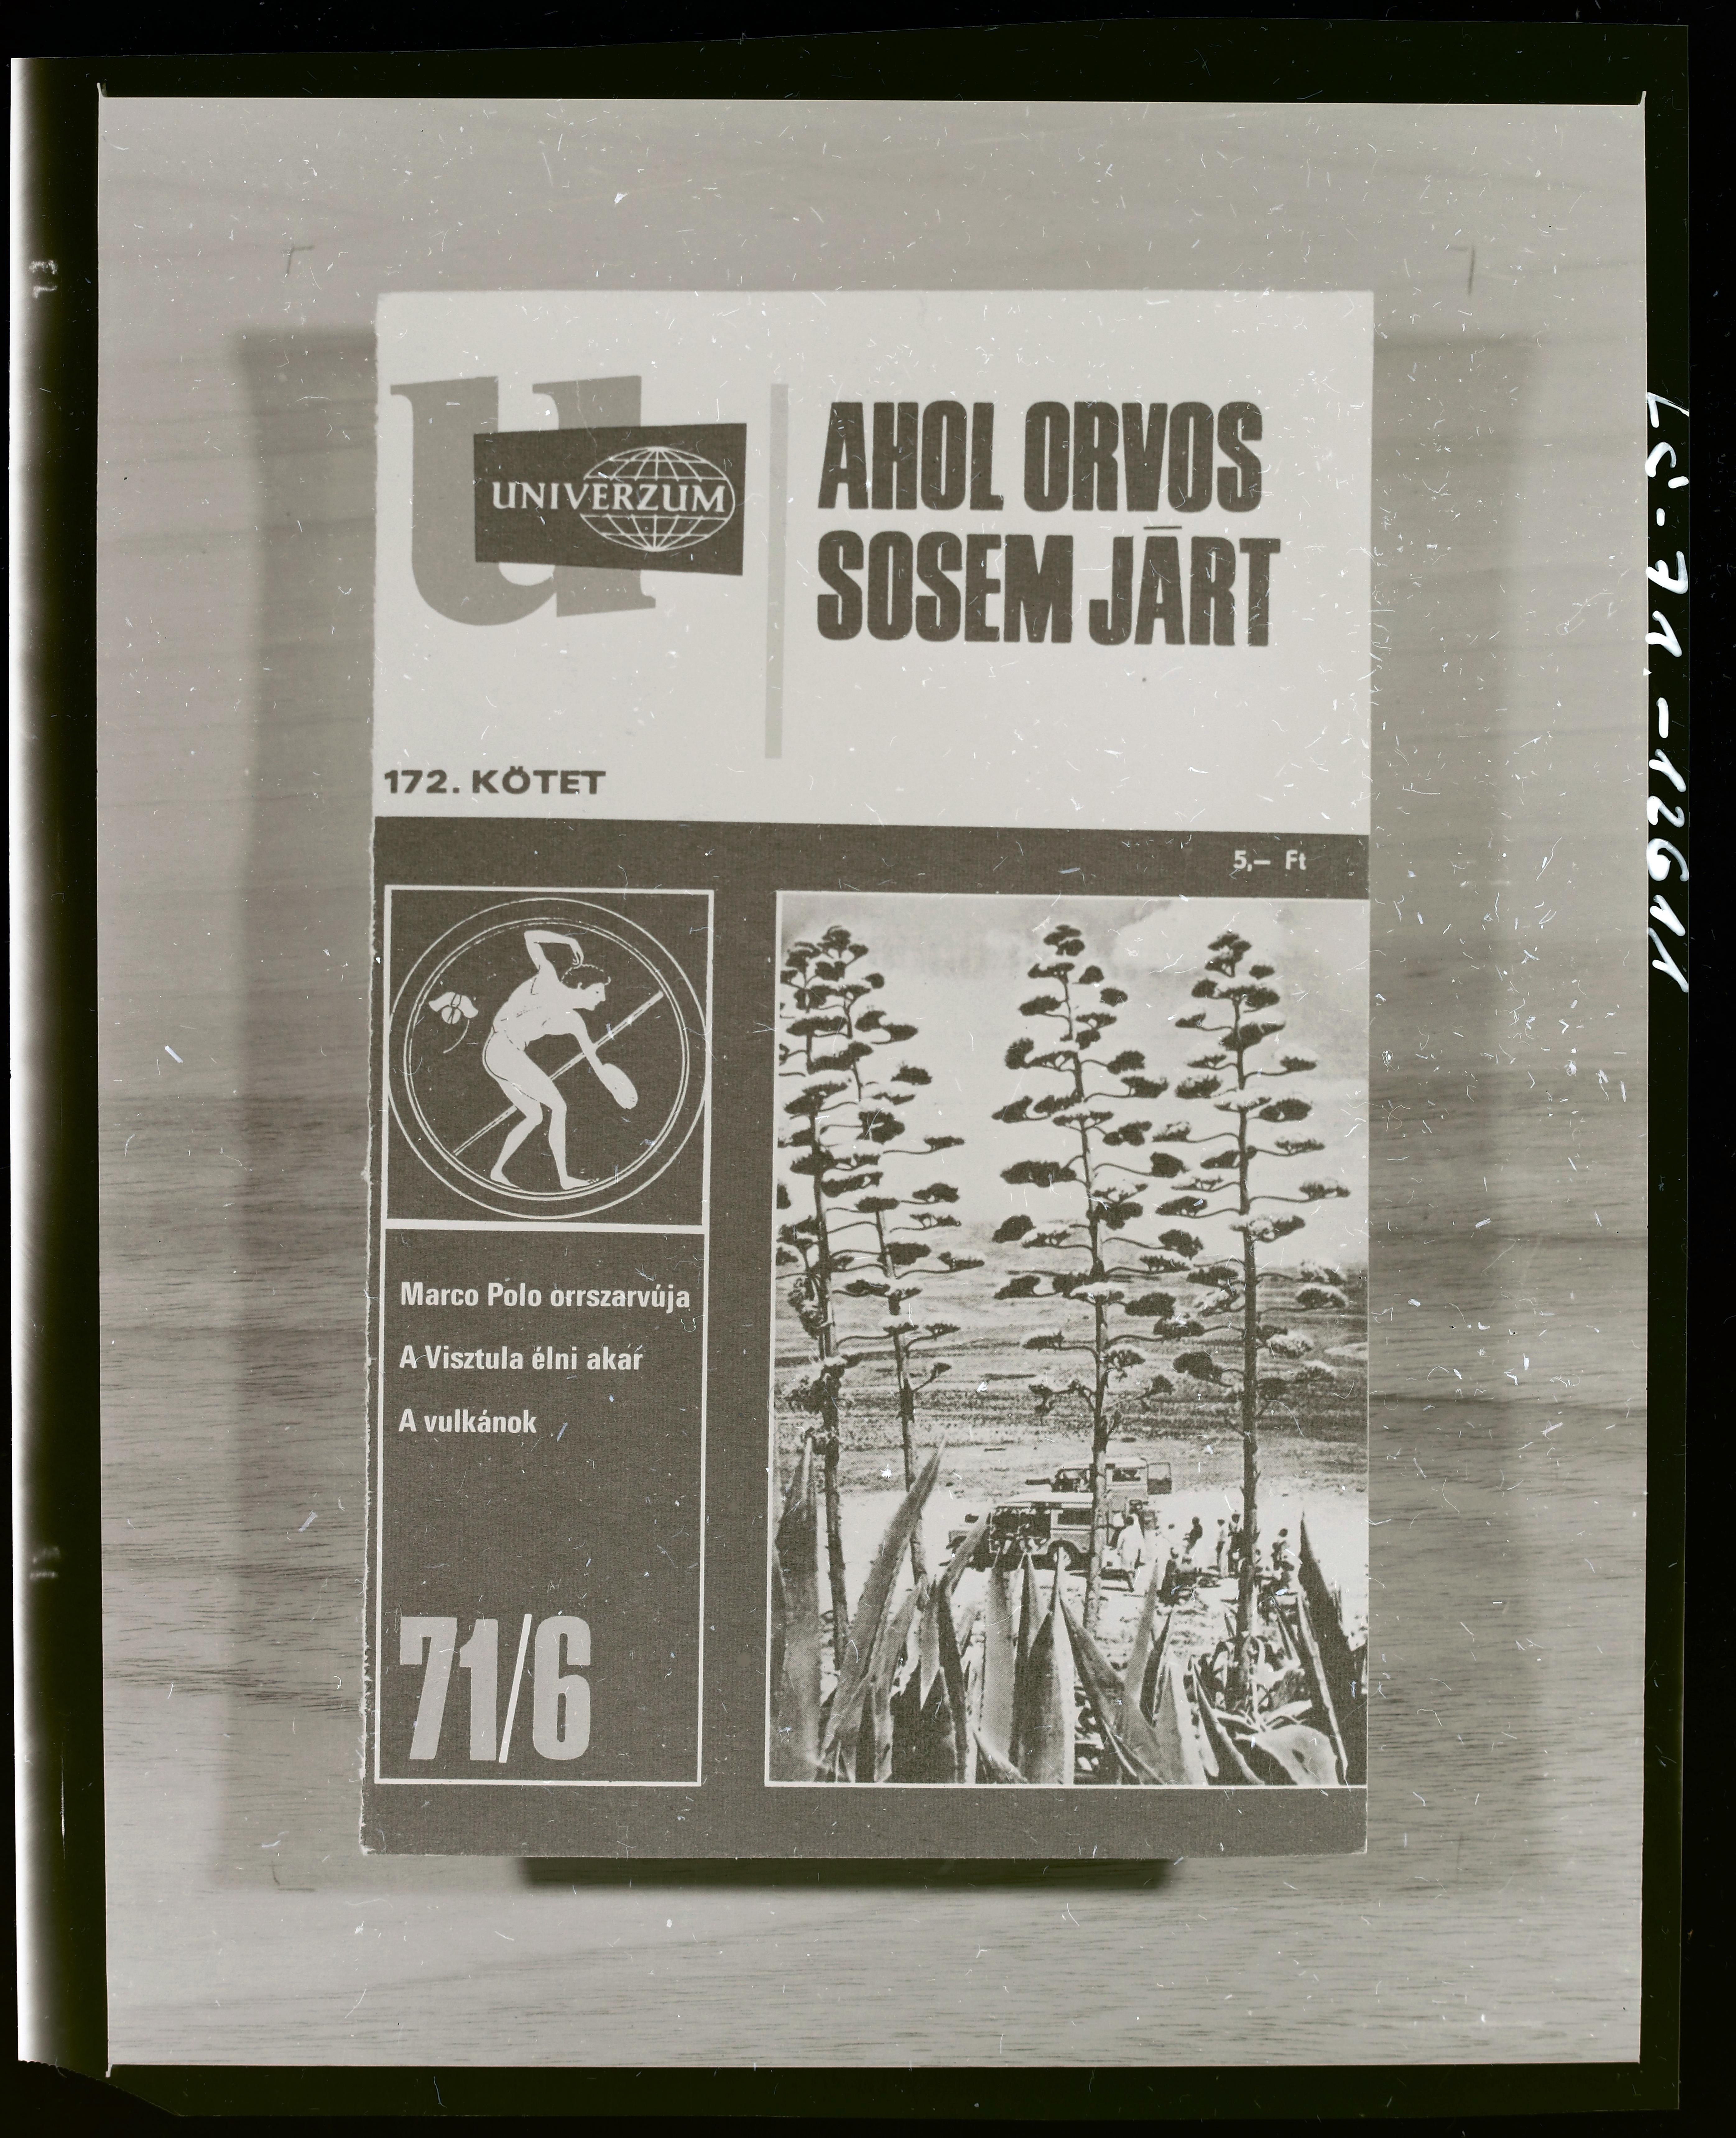 UNIVERZUM
AHOL ORVOS
SOSEM JÁRT
172. KÖTET
5,— Ft
Marco Polo orrszarvúja
A Visztula élni akar
A vulkánok
71/6